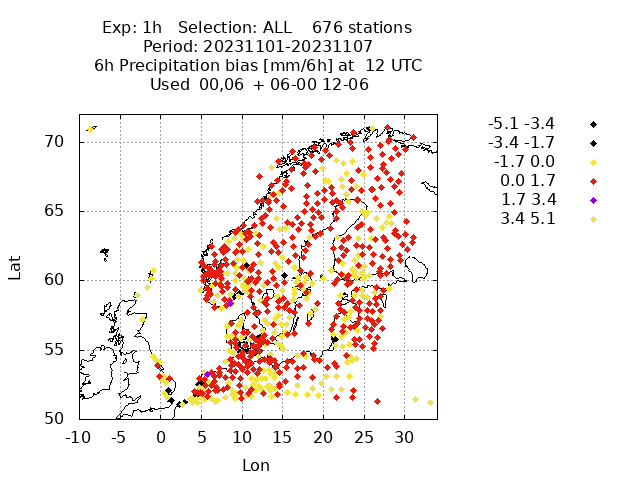 Exp: 1h Selection: ALL 676 stations
Period: 20231101-20231107
6h Precipitation bias [mm/6h] at 12 UTC
Used 00,06 + 06-00 12-06
-5.1 -3.4
-3.4 -1.7
-1.7 0.0
0.0 1.7
1.7 3.4
3.4 5.1
Lat
70
65
60
55
50
-10 -5 0 5 10 15 20 25 30
Lon